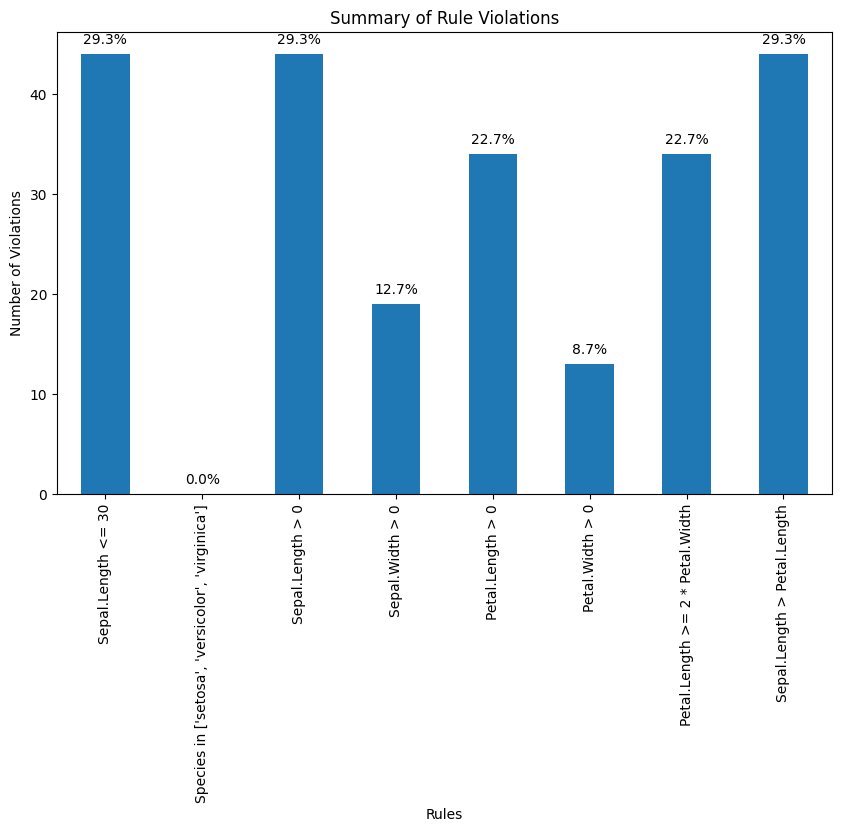 Summary of Rule Violations
29.3%
0.0%
29.3%
12.7%
22.7%
8.7%
22.7%
29.3%
Number of Violations
40
30
20
10
0
Sepal.Length <= 30
Species in ['setosa', 'versicolor', 'virginica']
Sepal.Length > 0
Sepal.Width > 0
Petal.Length > 0
Petal.Width > 0
Petal.Length >= 2 * Petal.Width
Sepal.Length > Petal.Length
Rules